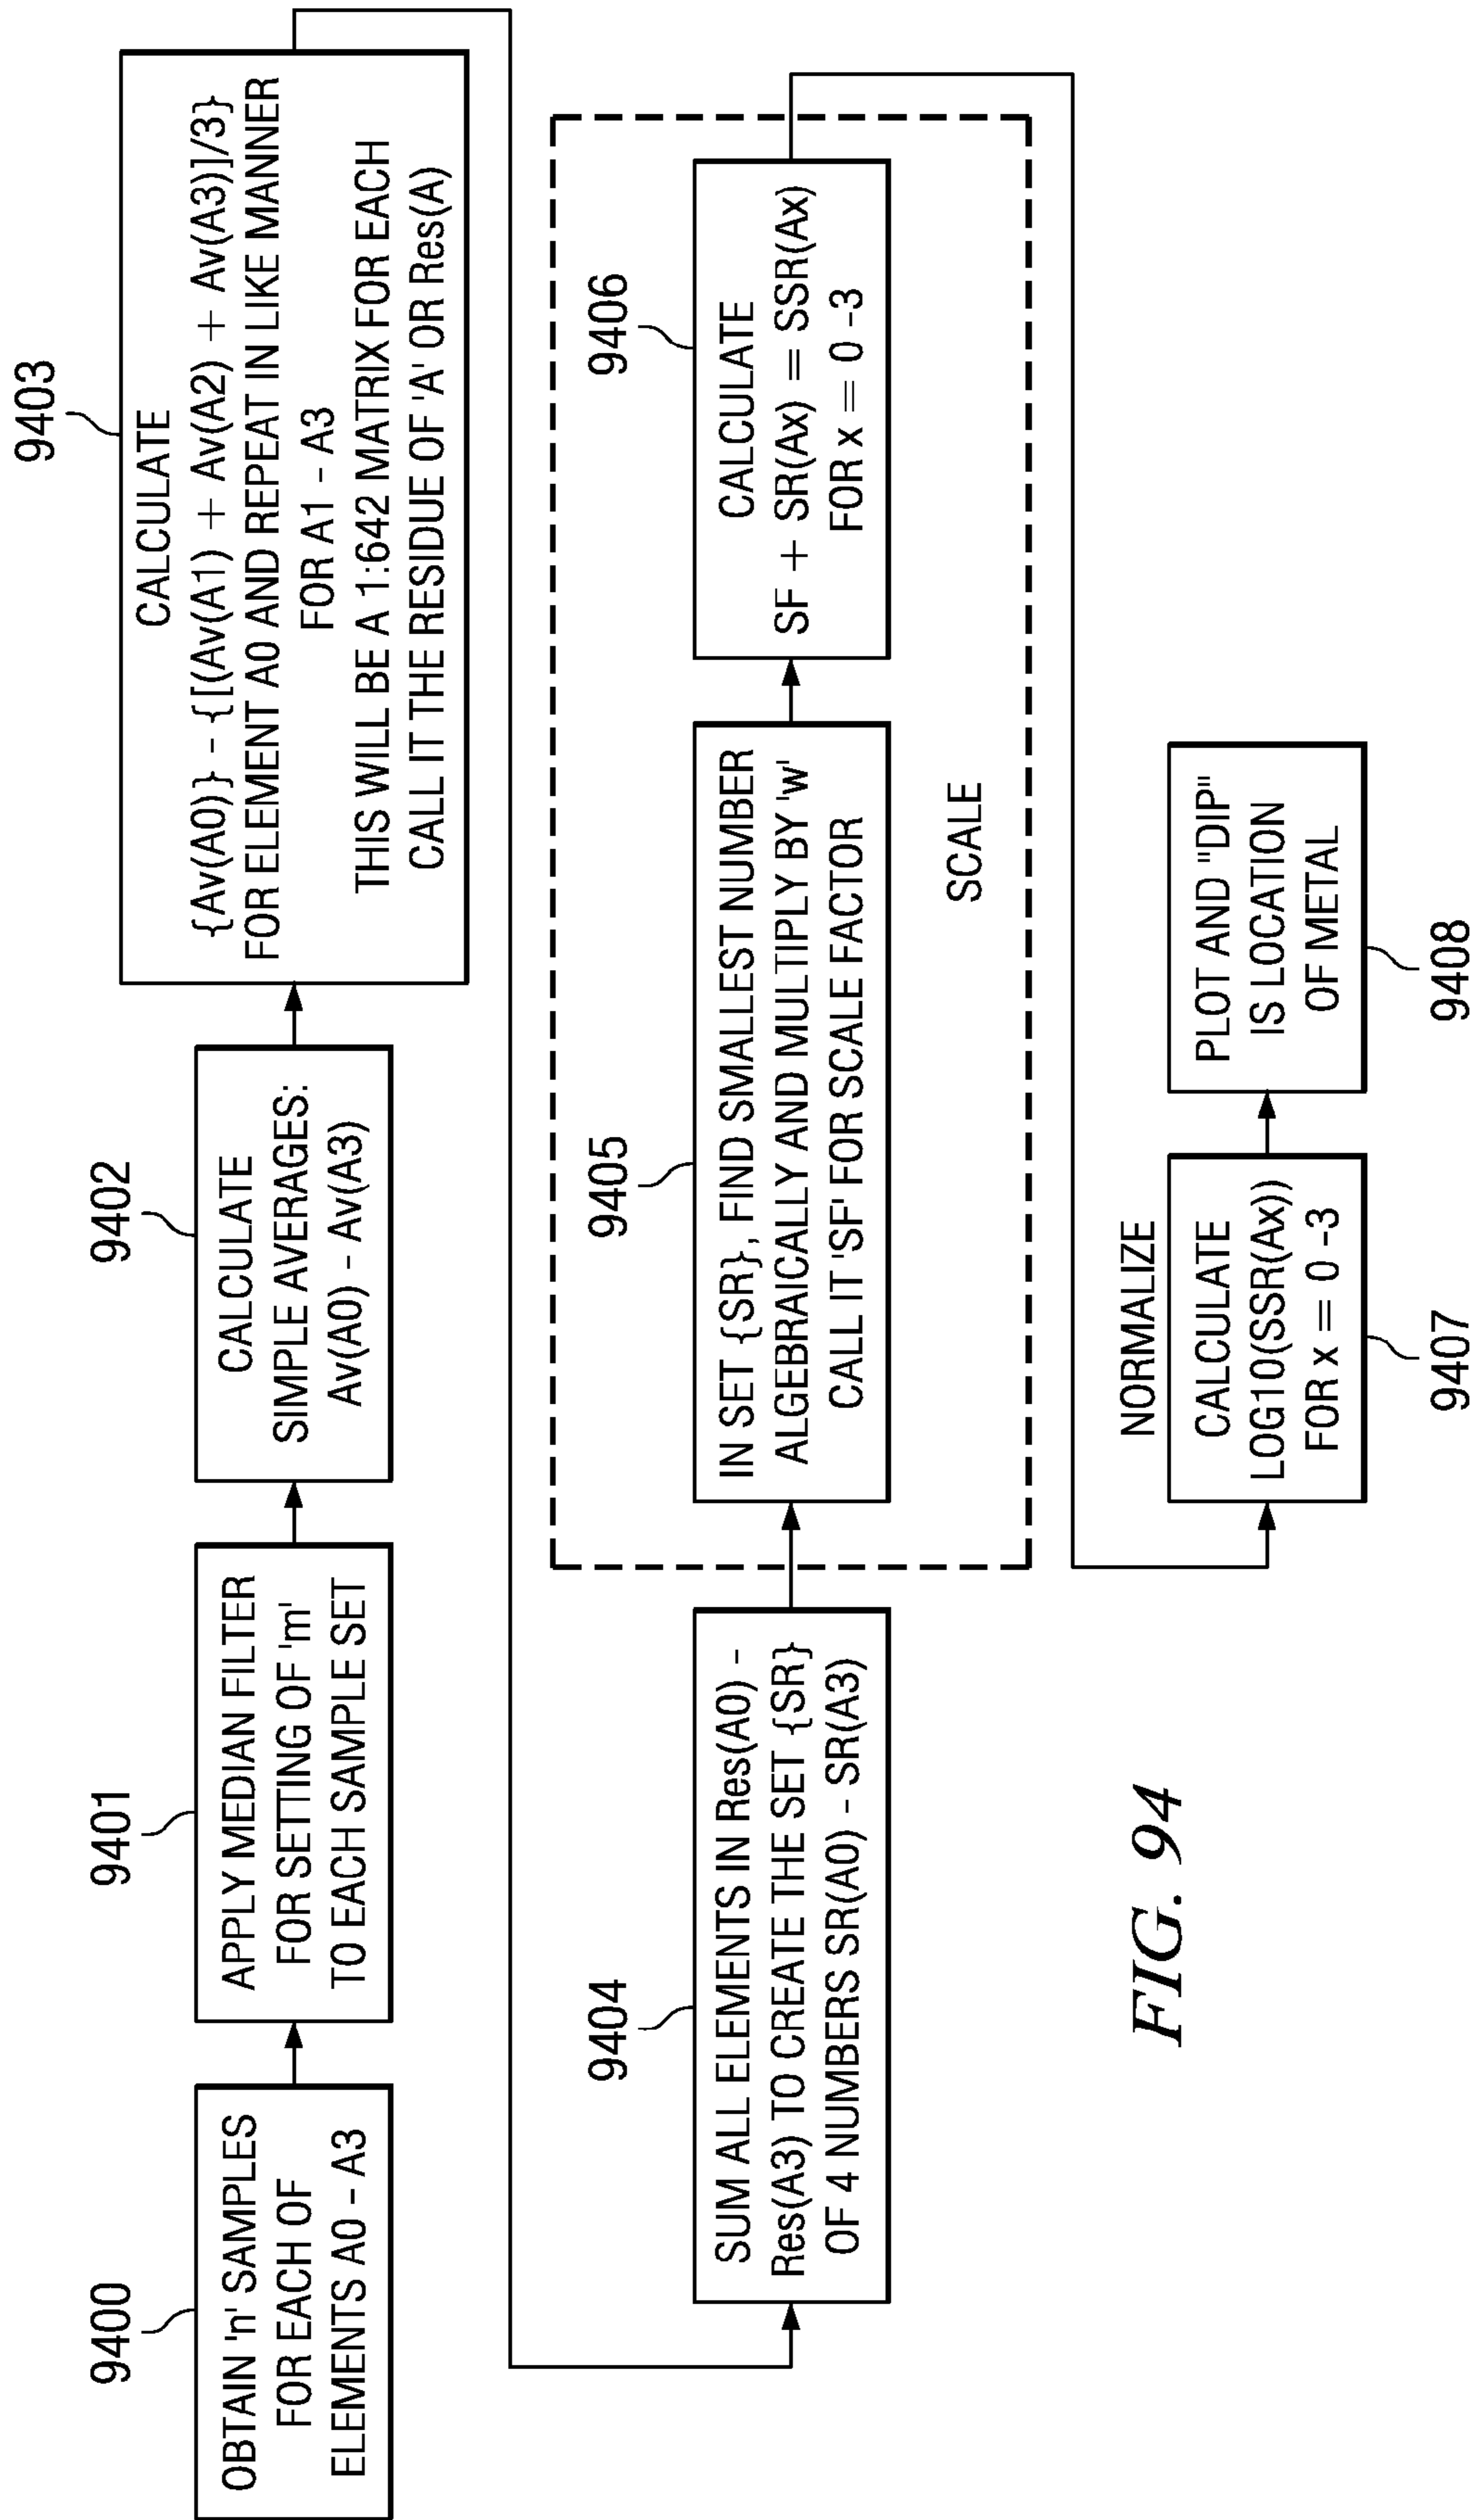 9400
OBTAIN 'n' SAMPLES
FOR EACH OF
ELEMENTS A0 - A3
9401
APPLY MEDIAN FILTER
FOR SETTING OF 'm'
TO EACH SAMPLE SET
9402
CALCULATE
SIMPLE AVERAGES:
Av(A0) - Av(A3)
9403
CALCULATE
{Av(A0)} - {[(Av(A1) + Av(A2) + Av(A3)]/3}
FOR ELEMENT A0 AND REPEAT IN LIKE MANNER
FOR A1 - A3
THIS WILL BE A 1:642 MATRIX FOR EACH
CALL IT THE RESIDUE OF 'A' OR Res(A)
9404
SUM ALL ELEMENTS IN Res(A0) -
Res(A3) TO CREATE THE SET {SR}
OF 4 NUMBERS SR(A0) - SR(A3)
9405
IN SET {SR}, FIND SMALLEST NUMBER
ALGEBRAICALLY AND MULTIPLY BY 'w'
CALL IT 'SF' FOR SCALE FACTOR
9406
CALCULATE
SF + SR(Ax) = SSR(Ax)
FOR x = 0 -3
SCALE
NORMALIZE
CALCULATE
LOG10(SSR(Ax))
FOR x = 0 -3
9407
PLOT AND "DIP"
IS LOCATION
OF METAL
9408
FIG. 94